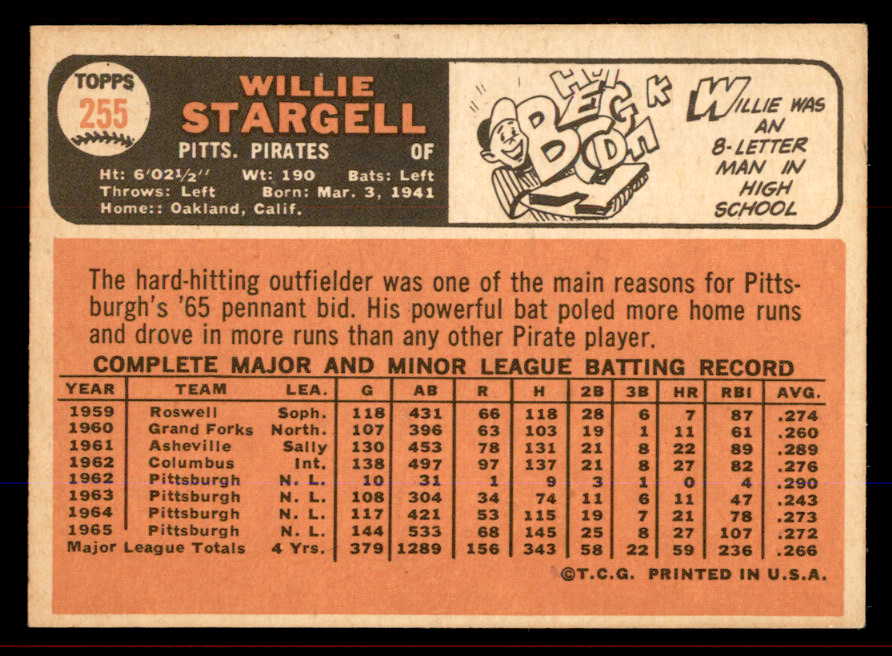 TOPPS
255
WILLIE
STARGELL
PITTS. PIRATES OF
Ht: 6'02½" Wt: 190 Bats: Left
Throws: Left Born: Mar. 3, 1941
Home:: Oakland, Calif.
WILLIE WAS
AN
8-LETTER
MAN IN
HIGH
SCHOOL
The hard-hitting outfielder was one of the main reasons for Pitts-
burgh's '65 pennant bid. His powerful bat poled more home runs
and drove in more runs than any other Pirate player.
COMPLETE MAJOR AND MINOR LEAGUE BATTING RECORD
YEAR TEAM LEA. G AB R H 2B 3B HR RBI AVG.
1959 Roswell Soph. 118 431 66 118 28 6 7 87 .274
1960 Grand Forks North. 107 396 63 103 19 1 11 61 .260
1961 Asheville Sally 130 453 78 131 21 8 22 89 .289
1962 Columbus Int. 138 497 97 137 21 8 27 82 .276
1962 Pittsburgh N. L. 10 31 1 9 3 1 0 4 .290
1963 Pittsburgh N. L. 108 304 34 74 11 6 11 47 .243
1964 Pittsburgh N. L. 117 421 53 115 19 7 21 78 .273
1965 Pittsburgh N. L. 144 533 68 145 25 8 27 107 .272
Major League Totals 4 Yrs. 379 1289 156 343 58 22 59 236 .266
©T.C.G. PRINTED IN U.S.A.